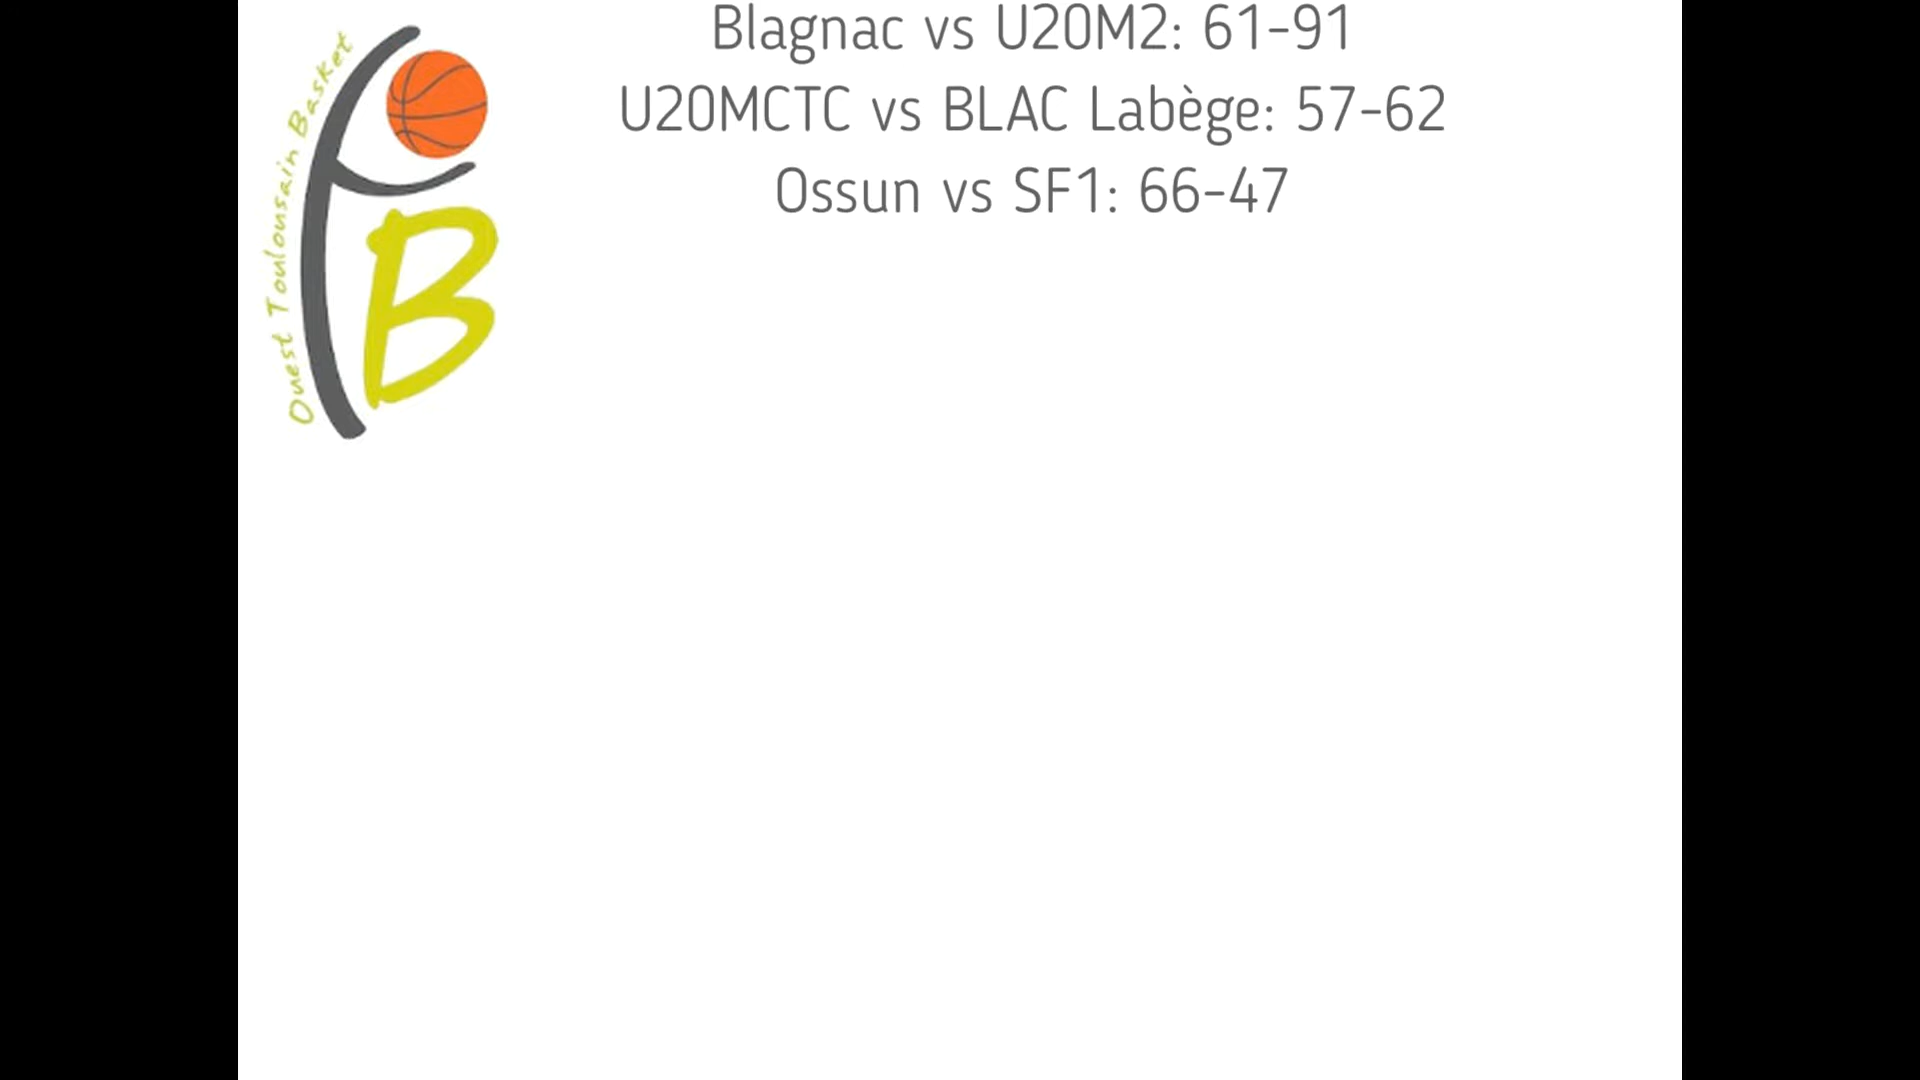 Blagnac vs U20M2: 61-91
U20MCTC vs BLAC Labège: 57-62
Ossun vs SF1: 66-47
Ouest Toulousain Basket
B